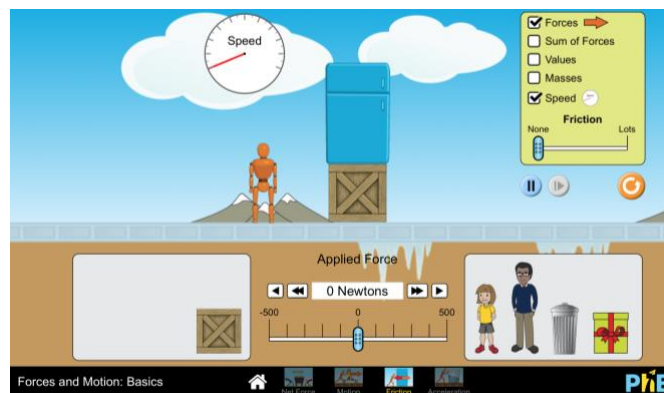 Speed
Forces
Sum of Forces
Values
Masses
Speed
Friction
None Lots
Applied Force
0 Newtons
-500 0 500
Forces and Motion: Basics
Net Force Motion Friction Acceleration
PhE